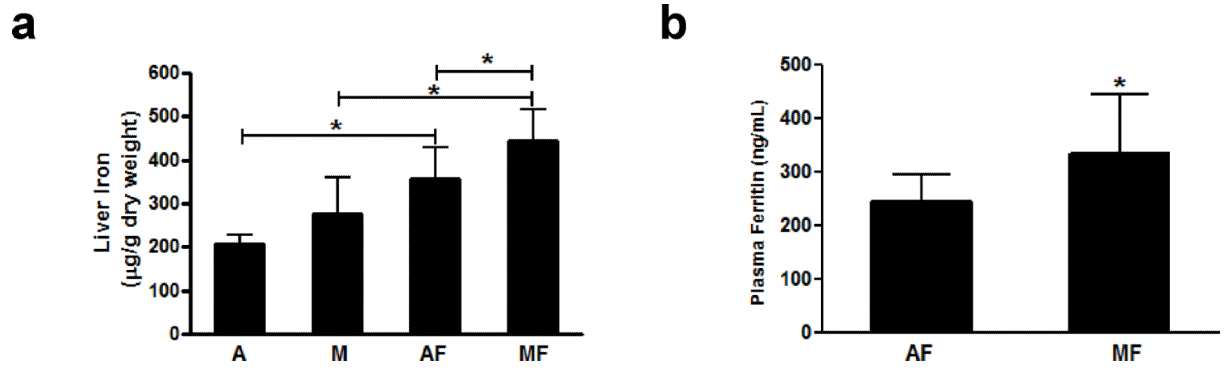 a
Liver Iron
(µg/g dry weight)
600
500
400
300
200
100
0
*
*
*
A M AF MF
b
Plasma Ferritin (ng/mL)
500
400
300
200
100
0
*
AF MF